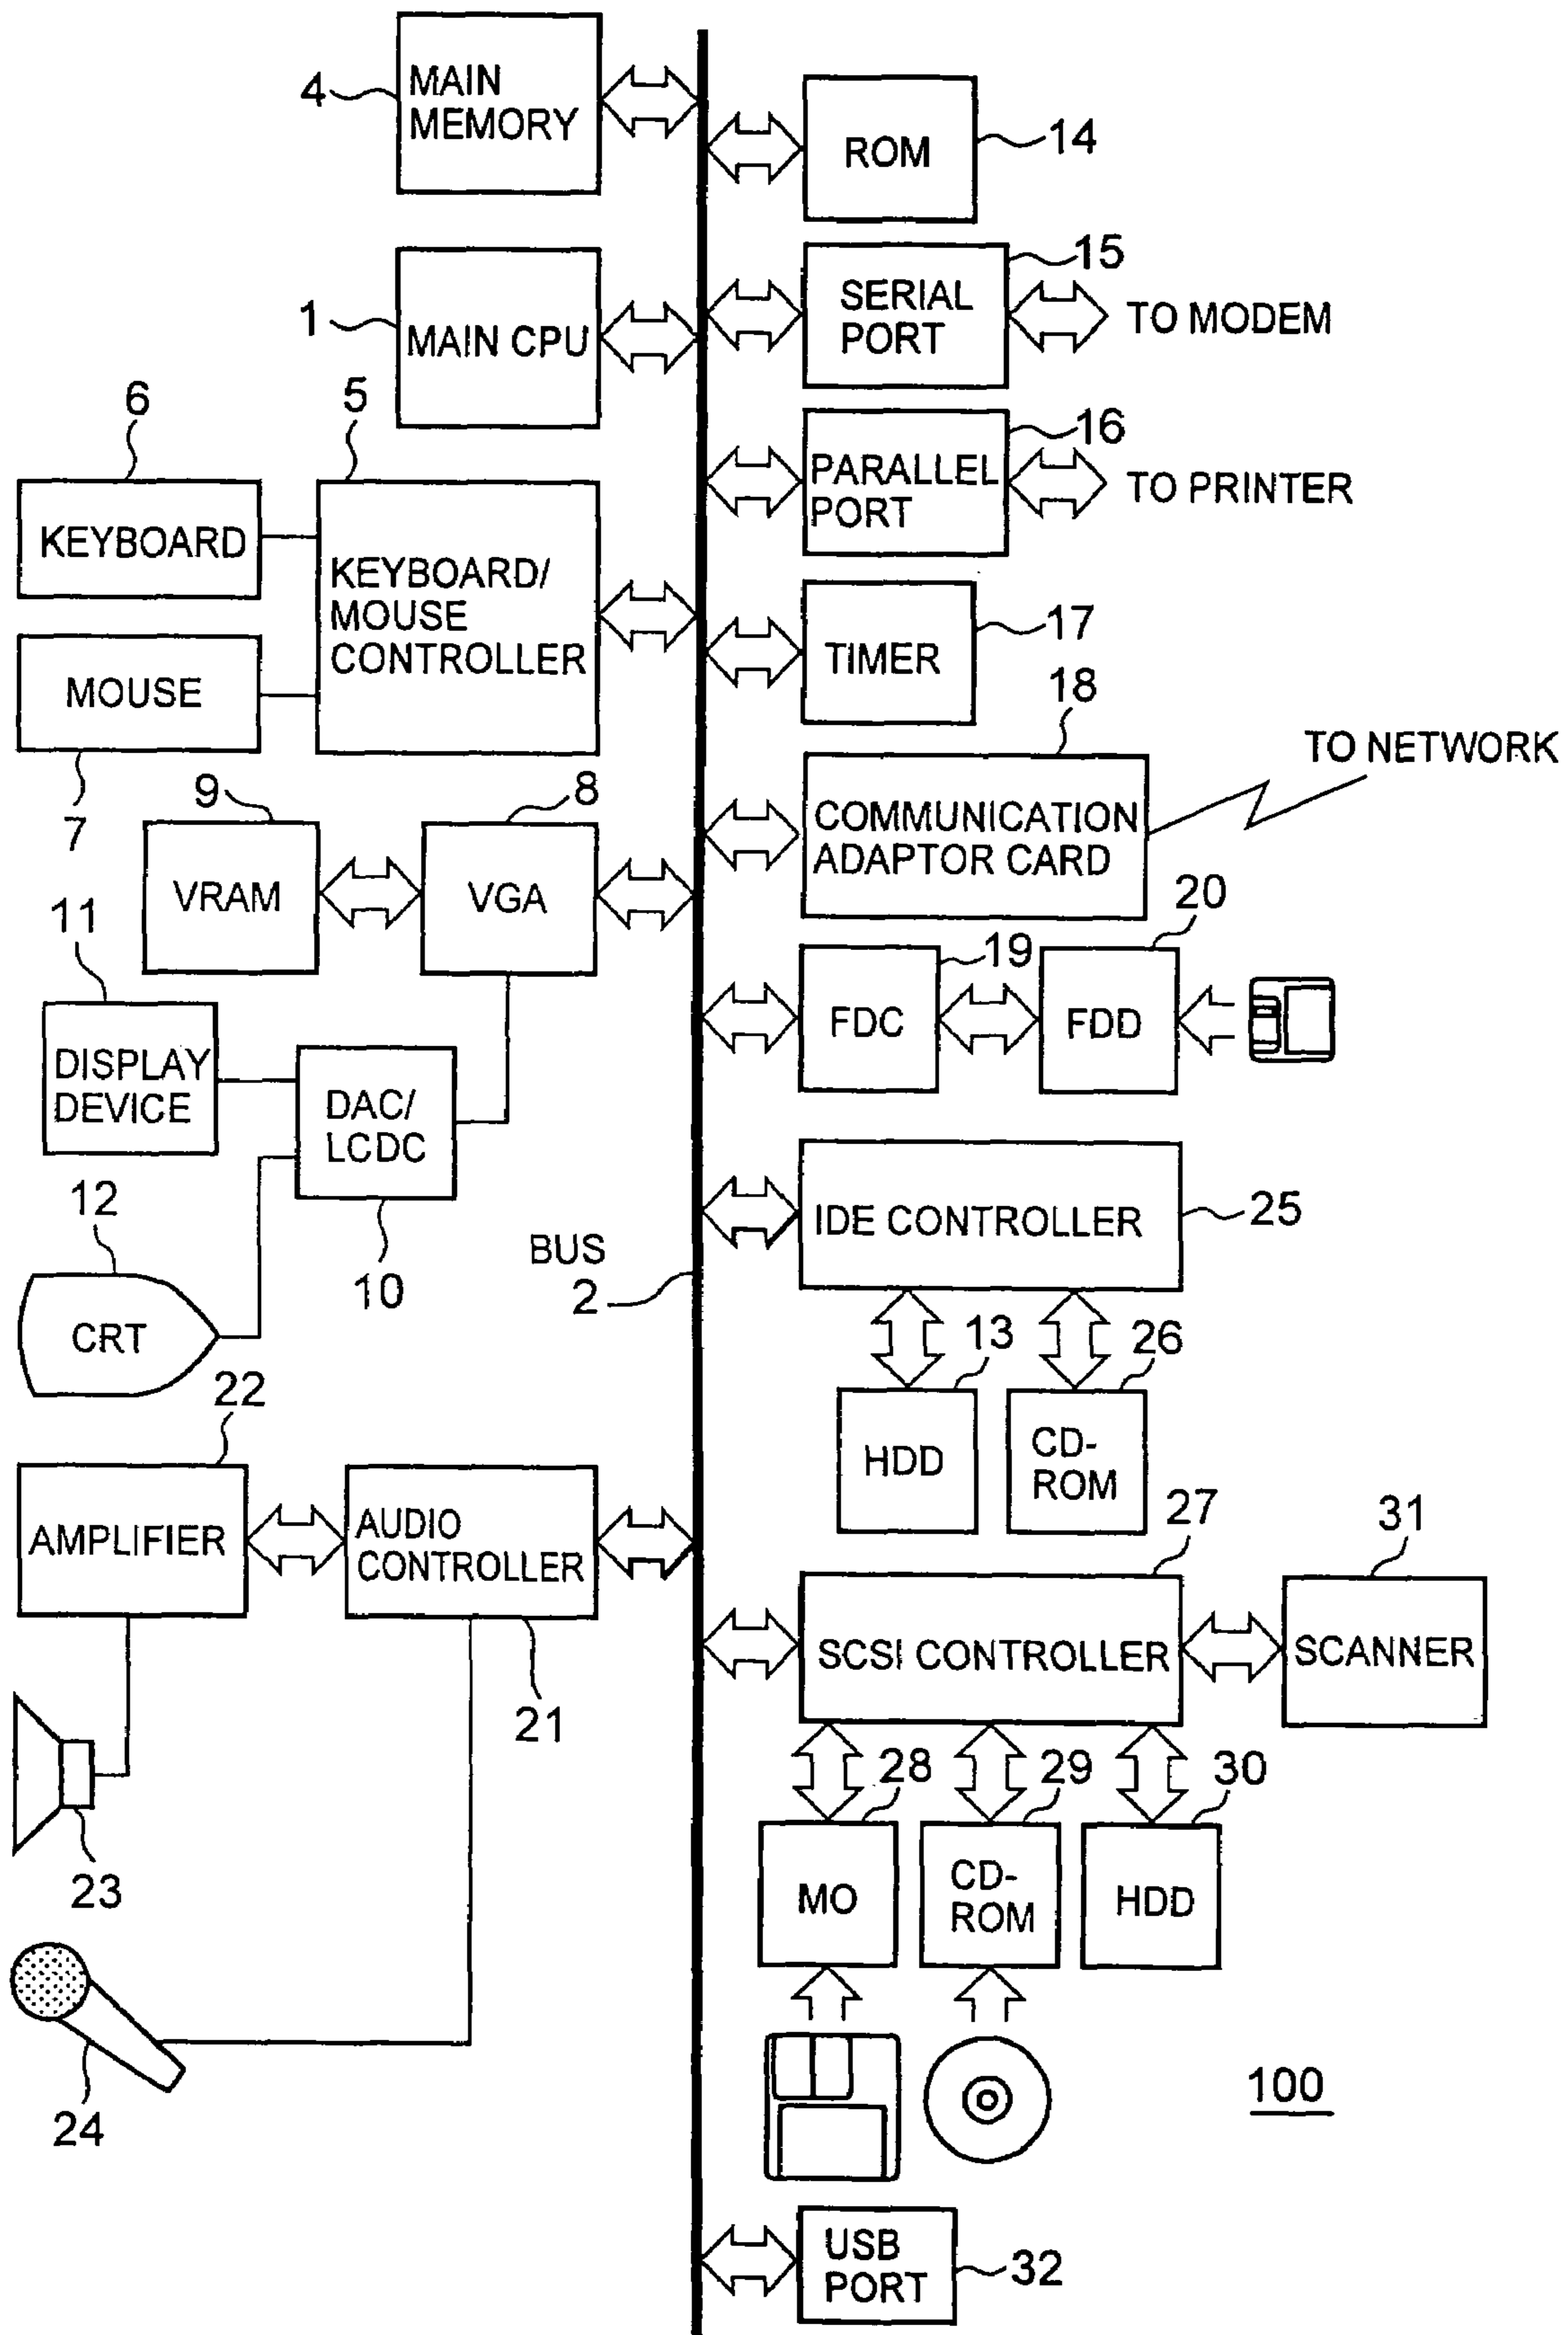 4
MAIN
MEMORY
ROM
14
1
MAIN CPU
15
SERIAL
PORT
TO MODEM
6
5
16
PARALLEL
PORT
TO PRINTER
KEYBOARD
KEYBOARD/
MOUSE
CONTROLLER
MOUSE
7
17
TIMER
18
TO NETWORK
COMMUNICATION
ADAPTOR CARD
9
8
VRAM
VGA
20
19
FDC
FDD
11
DISPLAY
DEVICE
DAC/
LCDC
10
12
CRT
BUS
2
IDE CONTROLLER
25
13
26
HDD
CD-
ROM
22
AMPLIFIER
AUDIO
CONTROLLER
21
27
31
SCSI CONTROLLER
SCANNER
23
28
29
30
MO
CD-
ROM
HDD
24
100
USB
PORT
32